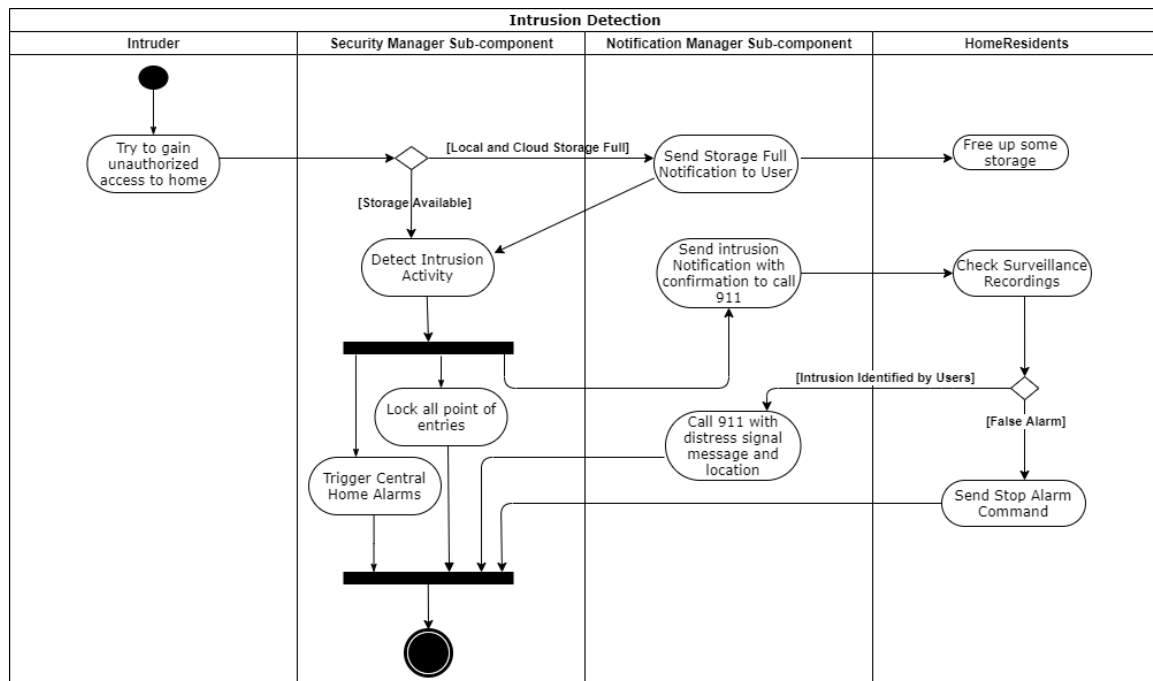 Intrusion Detection
Intruder
Security Manager Sub-component
Notification Manager Sub-component
HomeResidents
Try to gain
unauthorized
access to home
[Local and Cloud Storage Full]
Send Storage Full
Notification to User
Free up some
storage
[Storage Available]
Detect Intrusion
Activity
Send intrusion
Notification with
confirmation to call
911
Check Surveillance
Recordings
[Intrusion Identified by Users]
[False Alarm]
Lock all point of
entries
Call 911 with
distress signal
message and
location
Trigger Central
Home Alarms
Send Stop Alarm
Command